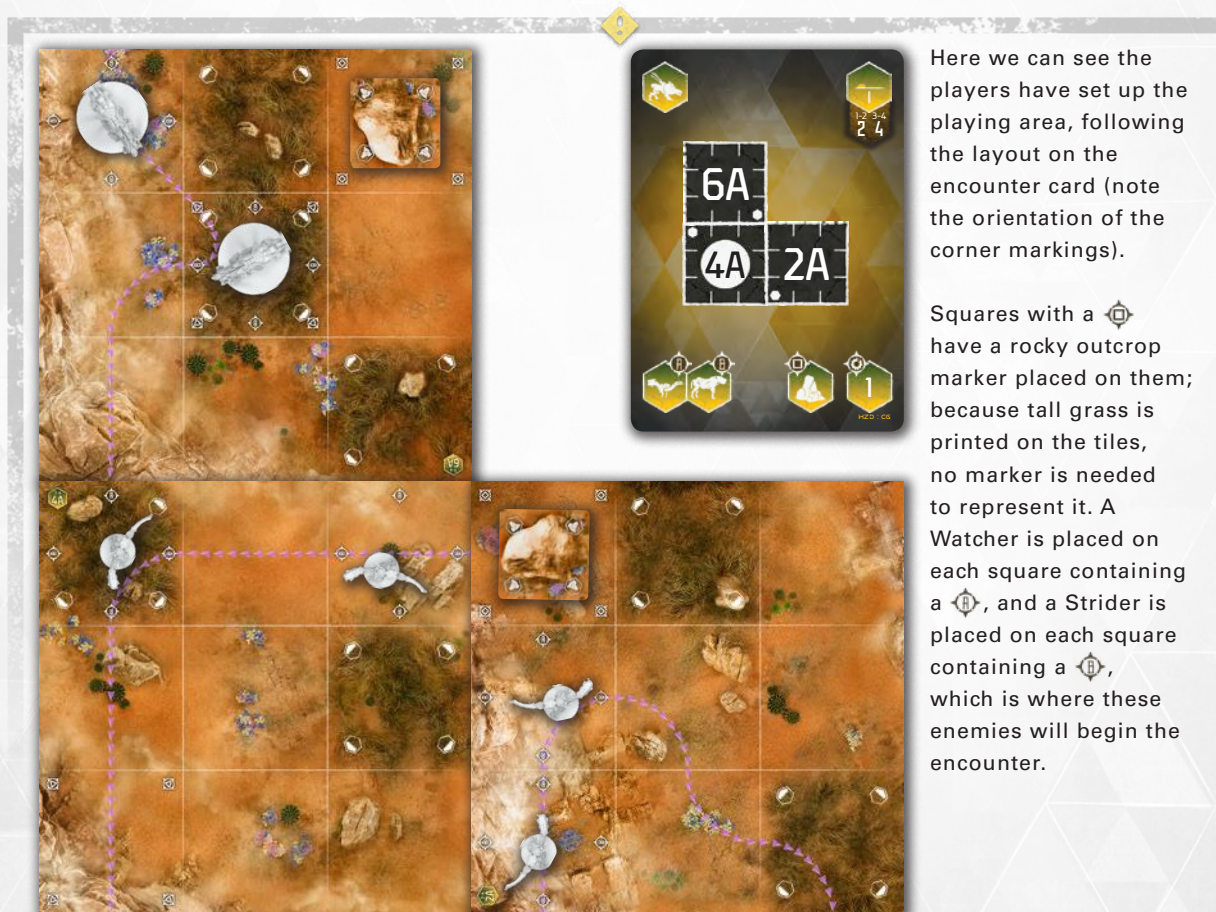 9
6A
4A
Here we can see the
players have set up the
playing area, following
the layout on the
encounter card (note
the orientation of the
corner markings).
Squares with a
have a rocky outcrop
marker placed on them;
because tall grass is
printed on the tiles,
no marker is needed
to represent it. A
Watcher is placed on
each square containing
a A, and a Strider is
placed on each square
containing a B,
which is where these
enemies will begin the
encounter.
1-2 3-4
2 4
6A
4A 2A
A B
1
HZD : CG